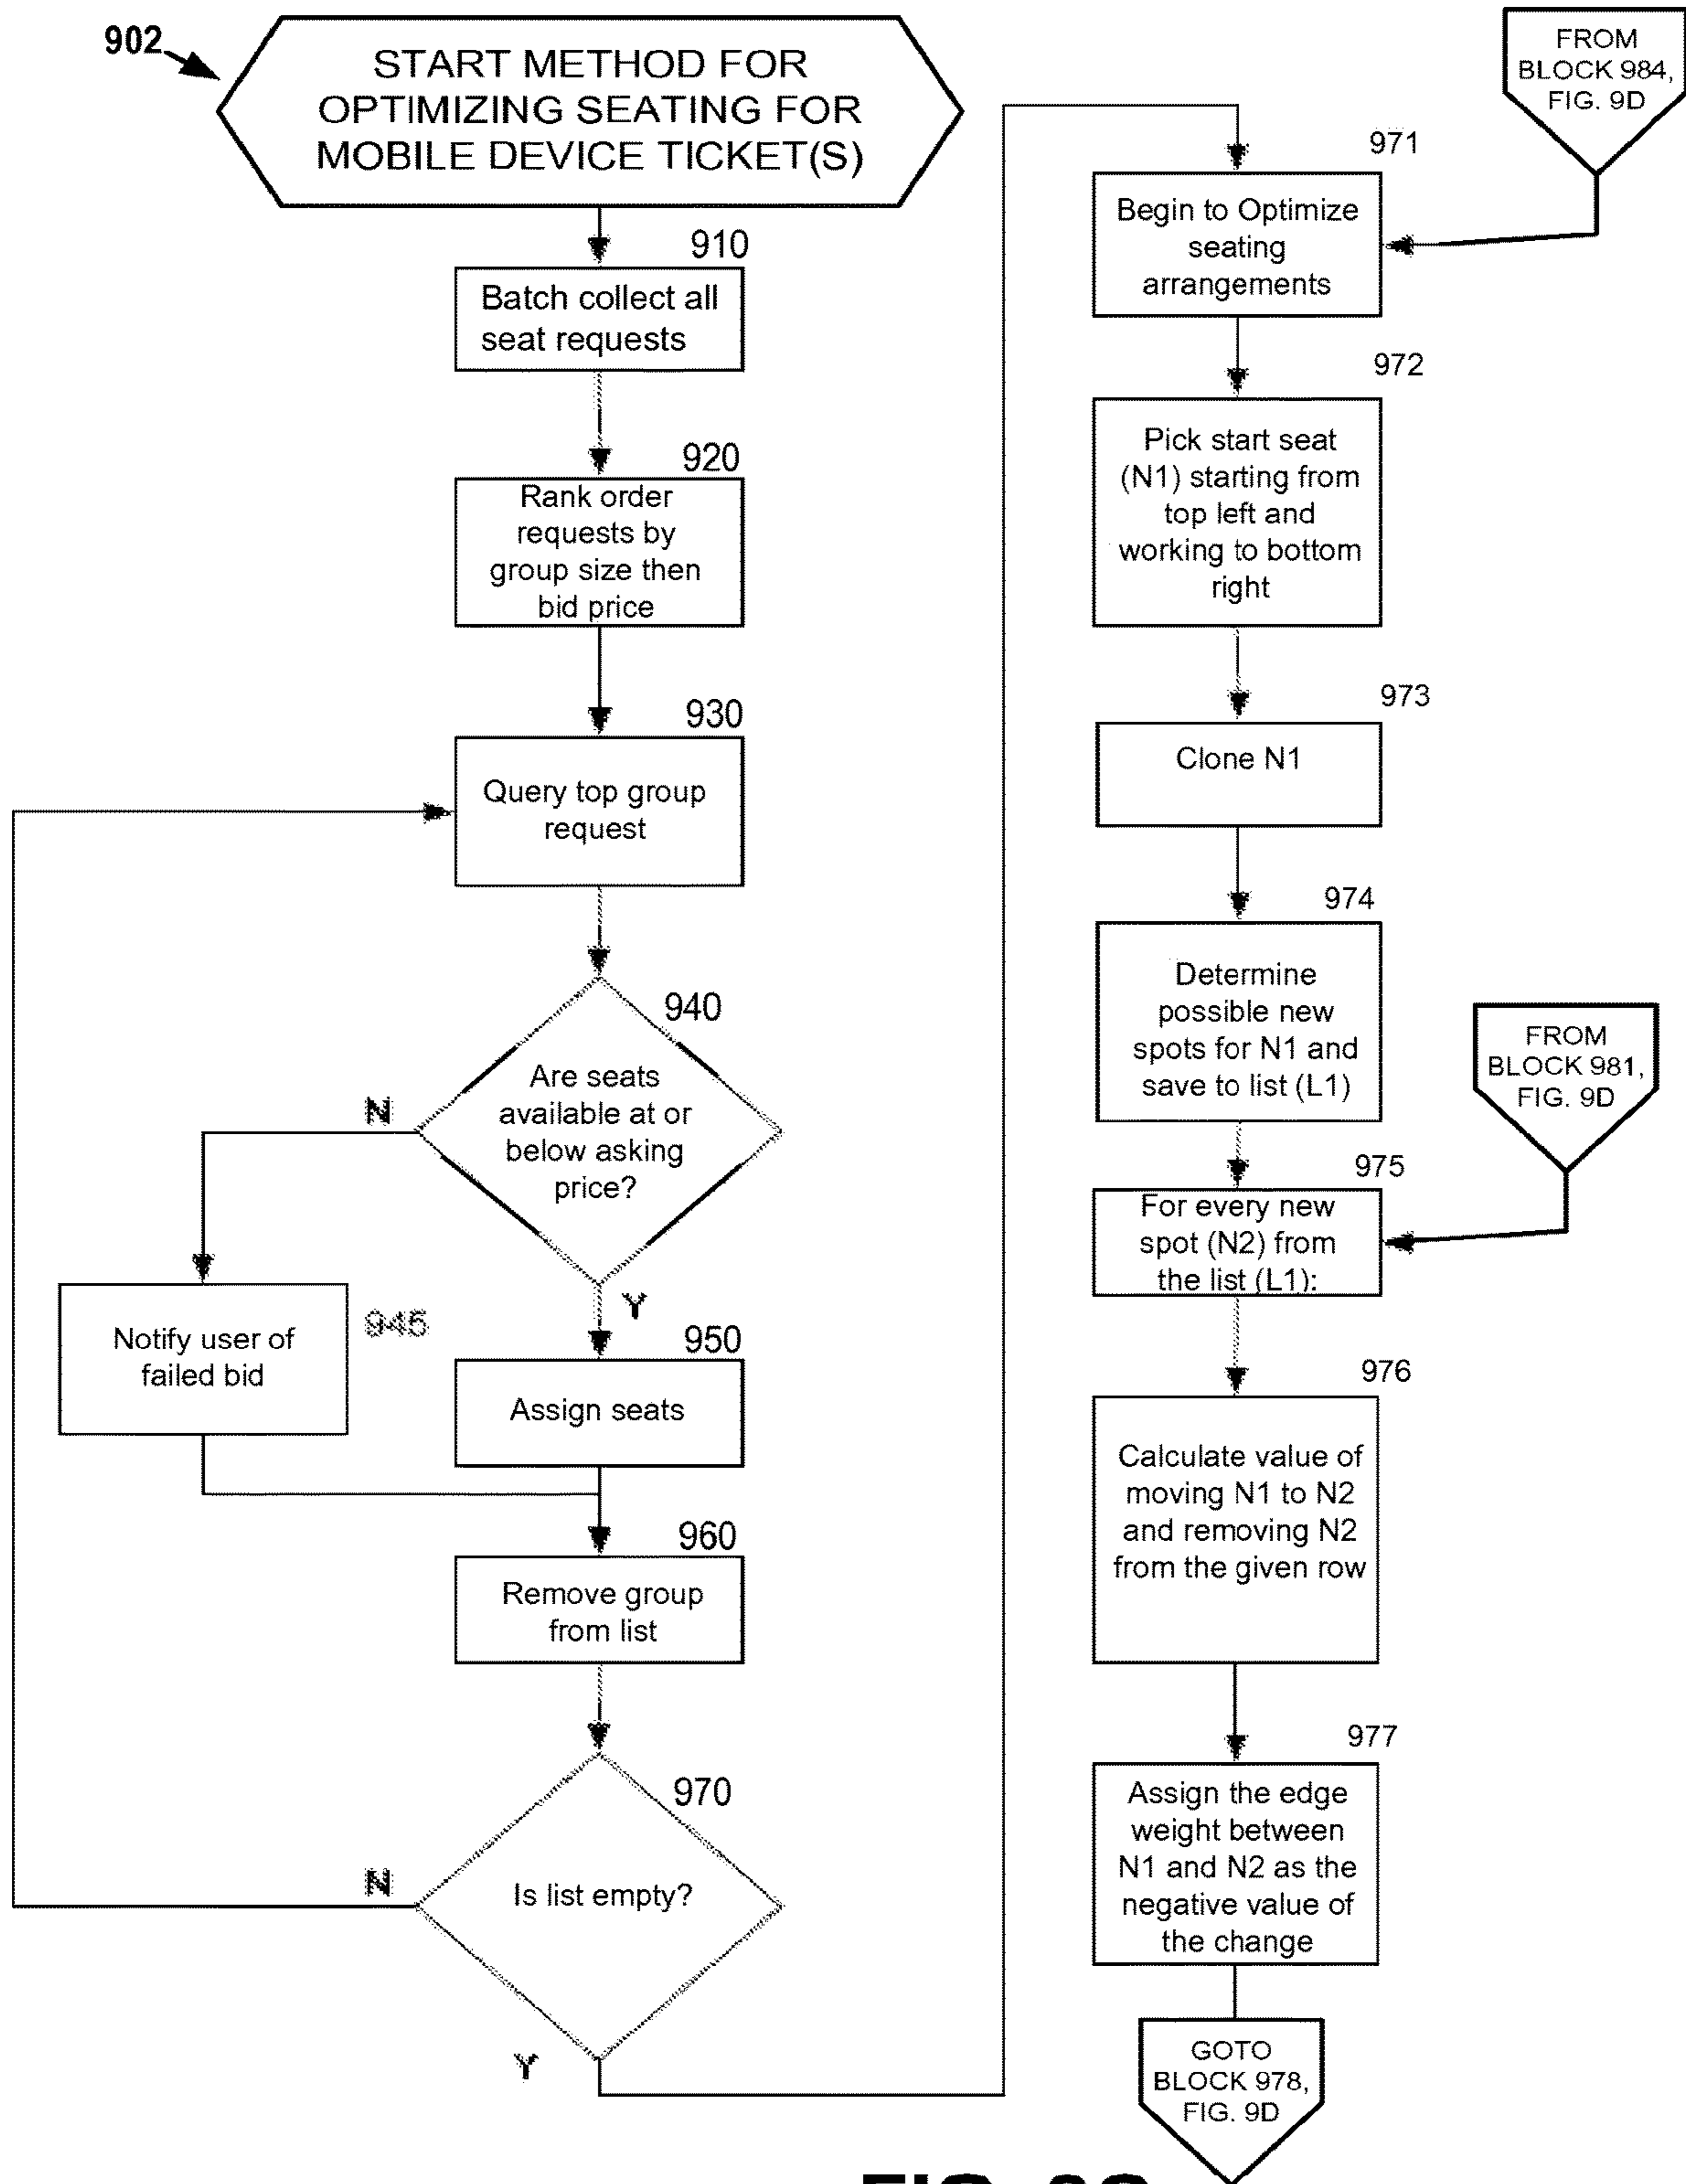 902
START METHOD FOR
OPTIMIZING SEATING FOR
MOBILE DEVICE TICKET(S)
910
Batch collect all
seat requests
920
Rank order
requests by
group size then
bid price
930
Query top group
request
940
Are seats
available at or
below asking
price?
N
Y
945
Notify user of
failed bid
950
Assign seats
960
Remove group
from list
970
Is list empty?
N
Y
FROM
BLOCK 984,
FIG. 9D
971
Begin to Optimize
seating
arrangements
972
Pick start seat
(N1) starting from
top left and
working to bottom
right
973
Clone N1
974
Determine
possible new
spots for N1 and
save to list (L1)
FROM
BLOCK 981,
FIG. 9D
975
For every new
spot (N2) from
the list (L1):
976
Calculate value of
moving N1 to N2
and removing N2
from the given row
977
Assign the edge
weight between
N1 and N2 as the
negative value of
the change
GOTO
BLOCK 978,
FIG. 9D